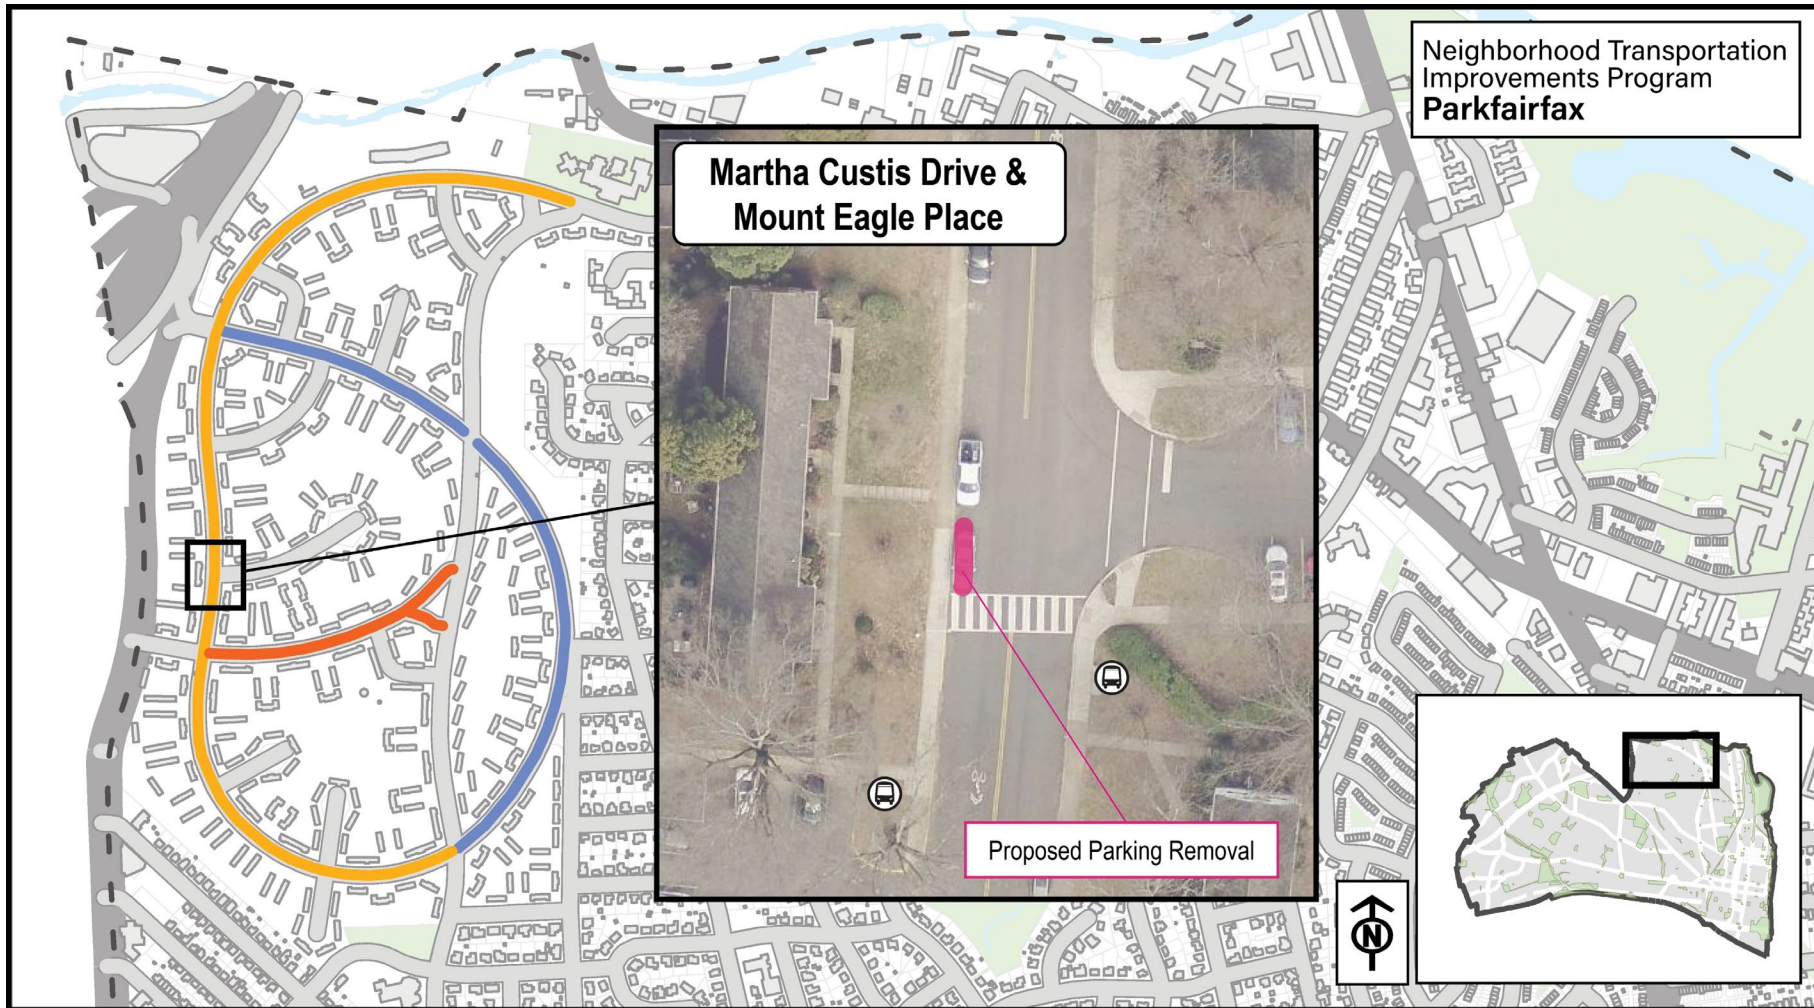 Neighborhood Transportation
Improvements Program
Parkfairfax
Martha Custis Drive &
Mount Eagle Place
Proposed Parking Removal
N